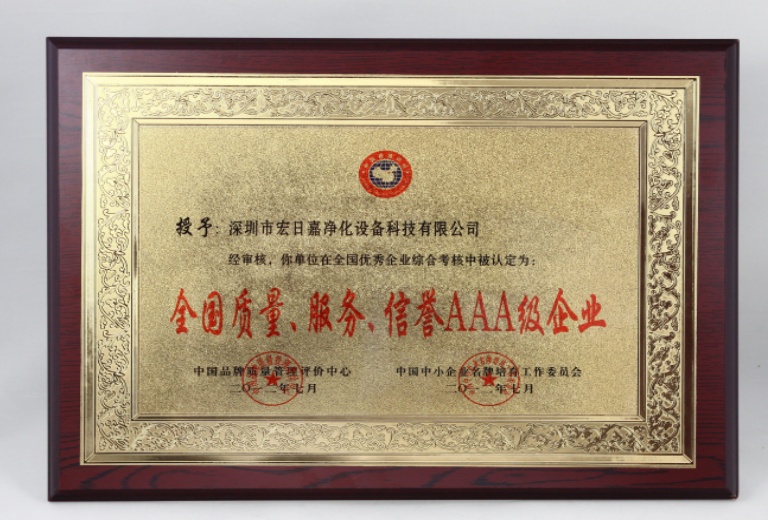 授予：深圳市宏日嘉净化设备科技有限公司
经审核，你单位在全国优秀企业综合考核中被认定为：
全国质量、服务、信誉AAA级企业
中国品牌质量管理评价中心 中国中小企业名牌培育工作委员会
二〇一二年七月 二〇一二年七月